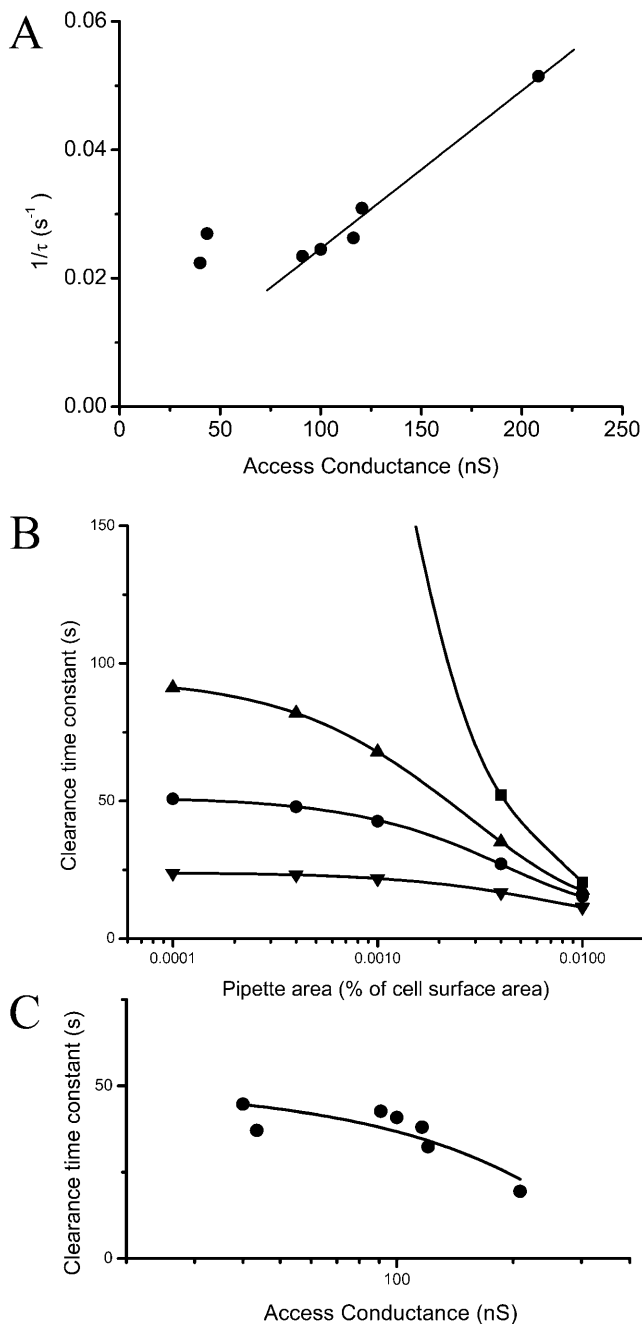 A
0.06
0.04
0.02
0.00
1/τ (s⁻¹)
0 50 100 150 200 250
Access Conductance (nS)
B
150
100
50
0
Clearance time constant (s)
0.0001 0.0010 0.0100
Pipette area (% of cell surface area)
C
50
0
Clearance time constant (s)
100
Access Conductance (nS)